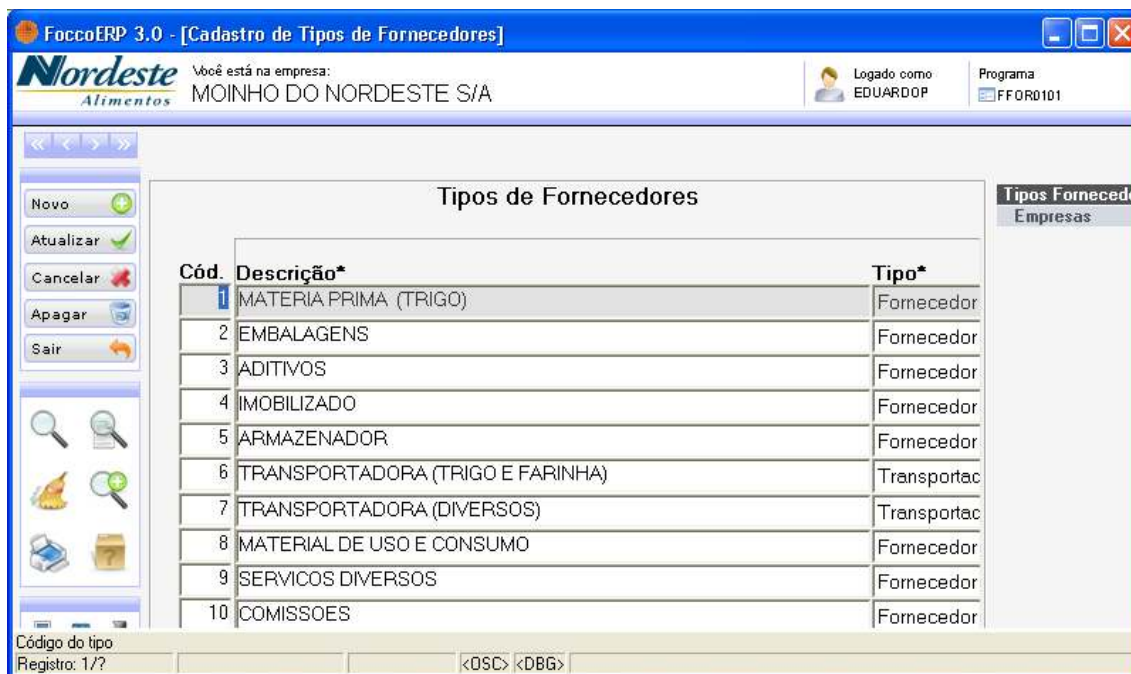 FoccoERP 3.0 - [Cadastro de Tipos de Fornecedores]
Nordeste
Alimentos
Você está na empresa:
MOINHO DO NORDESTE S/A
Logado como
EDUARDOP
Programa
FFOR0101
Novo
Atualizar
Cancelar
Apagar
Sair
Tipos de Fornecedores
Tipos Fornecedo
Empresas
Cód. Descrição* Tipo*
1 MATERIA PRIMA (TRIGO) Fornecedor
2 EMBALAGENS Fornecedor
3 ADITIVOS Fornecedor
4 IMOBILIZADO Fornecedor
5 ARMAZENADOR Fornecedor
6 TRANSPORTADORA (TRIGO E FARINHA) Transportac
7 TRANSPORTADORA (DIVERSOS) Transportac
8 MATERIAL DE USO E CONSUMO Fornecedor
9 SERVICOS DIVERSOS Fornecedor
10 COMISSOES Fornecedor
Código do tipo
Registro: 1/? <OSC> <DBG>